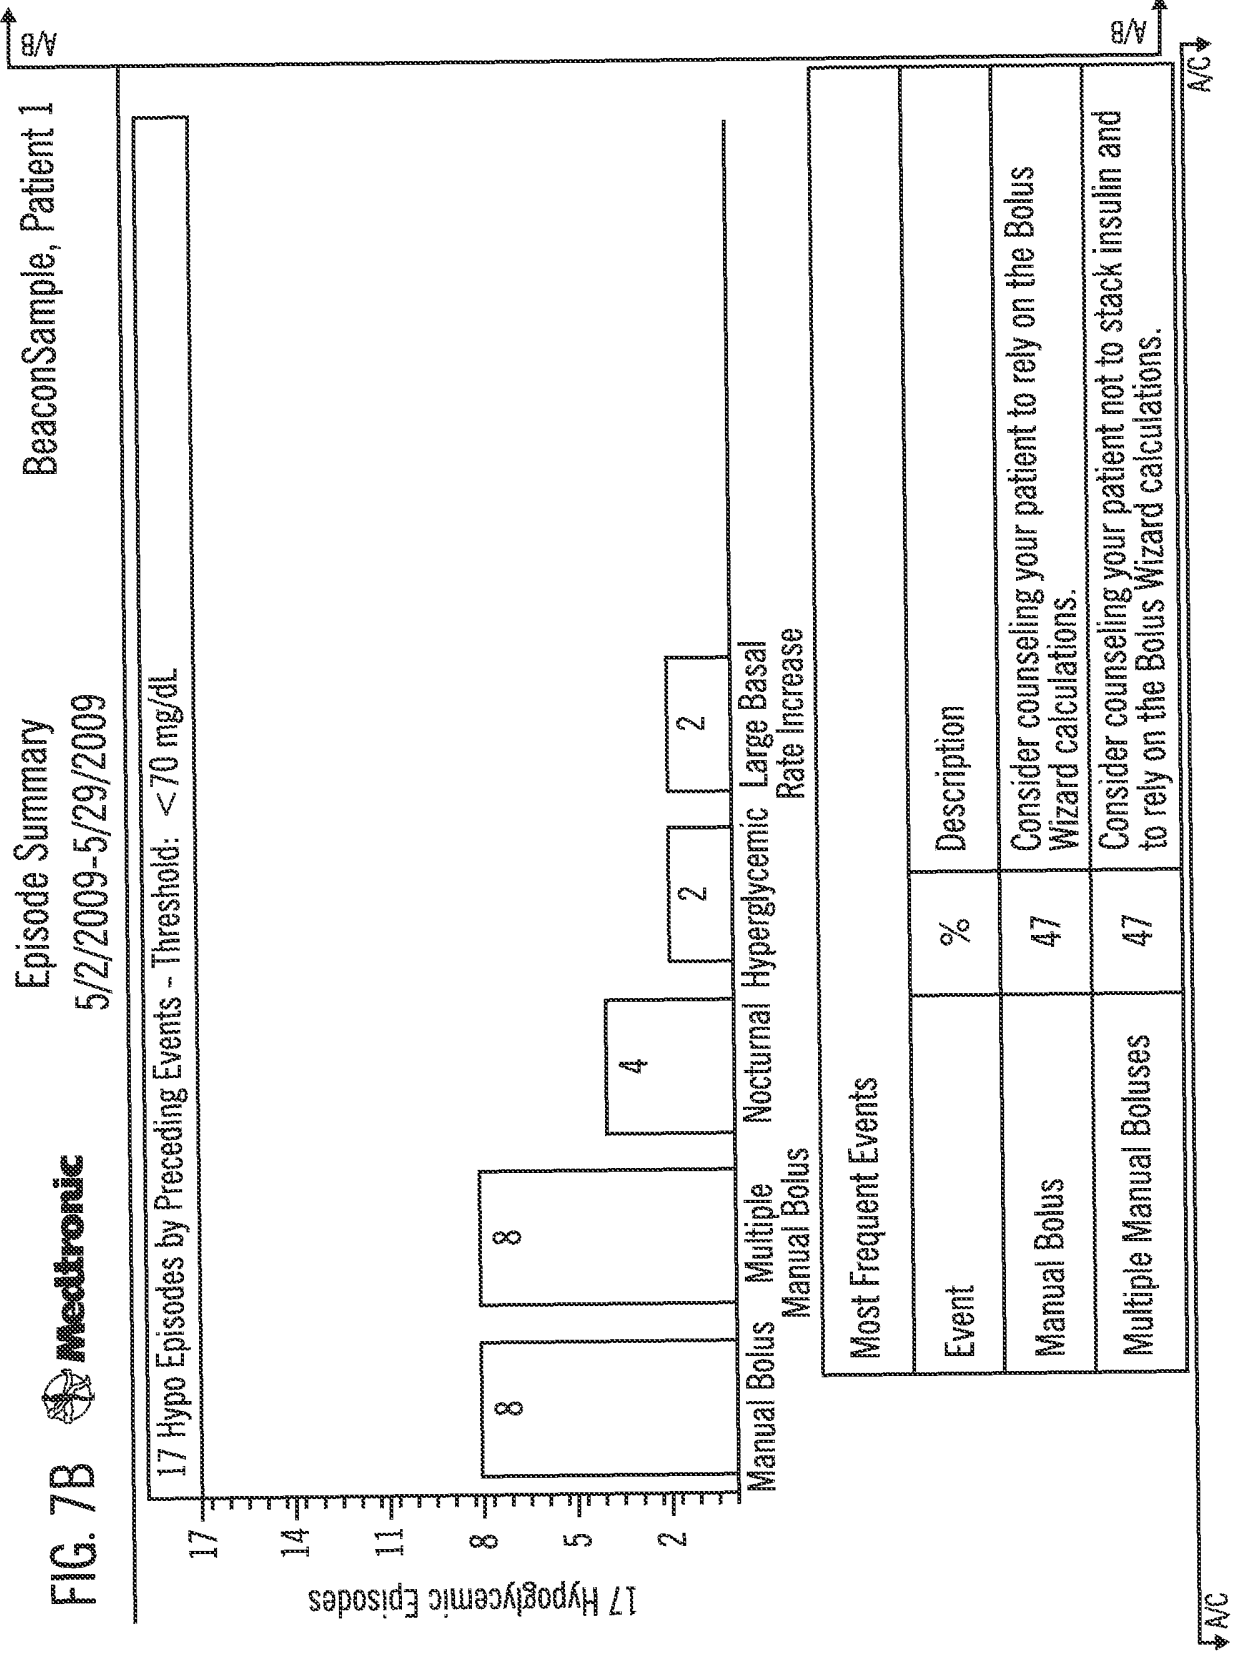 FIG. 7B
Medtronic
Episode Summary
5/2/2009-5/29/2009
BeaconSample, Patient 1
A/B
17 Hypo Episodes by Preceding Events - Threshold: <70 mg/dL
17 Hypoglycemic Episodes
17
14
11
8
5
2
8
8
4
2
2
Manual Bolus
Multiple
Manual Bolus
Nocturnal
Hyperglycemic
Large Basal
Rate Increase
Most Frequent Events
Event
%
Description
Manual Bolus
47
Consider counseling your patient to rely on the Bolus
Wizard calculations.
Multiple Manual Boluses
47
Consider counseling your patient not to stack insulin and
to rely on the Bolus Wizard calculations.
A/B
A/C
A/C